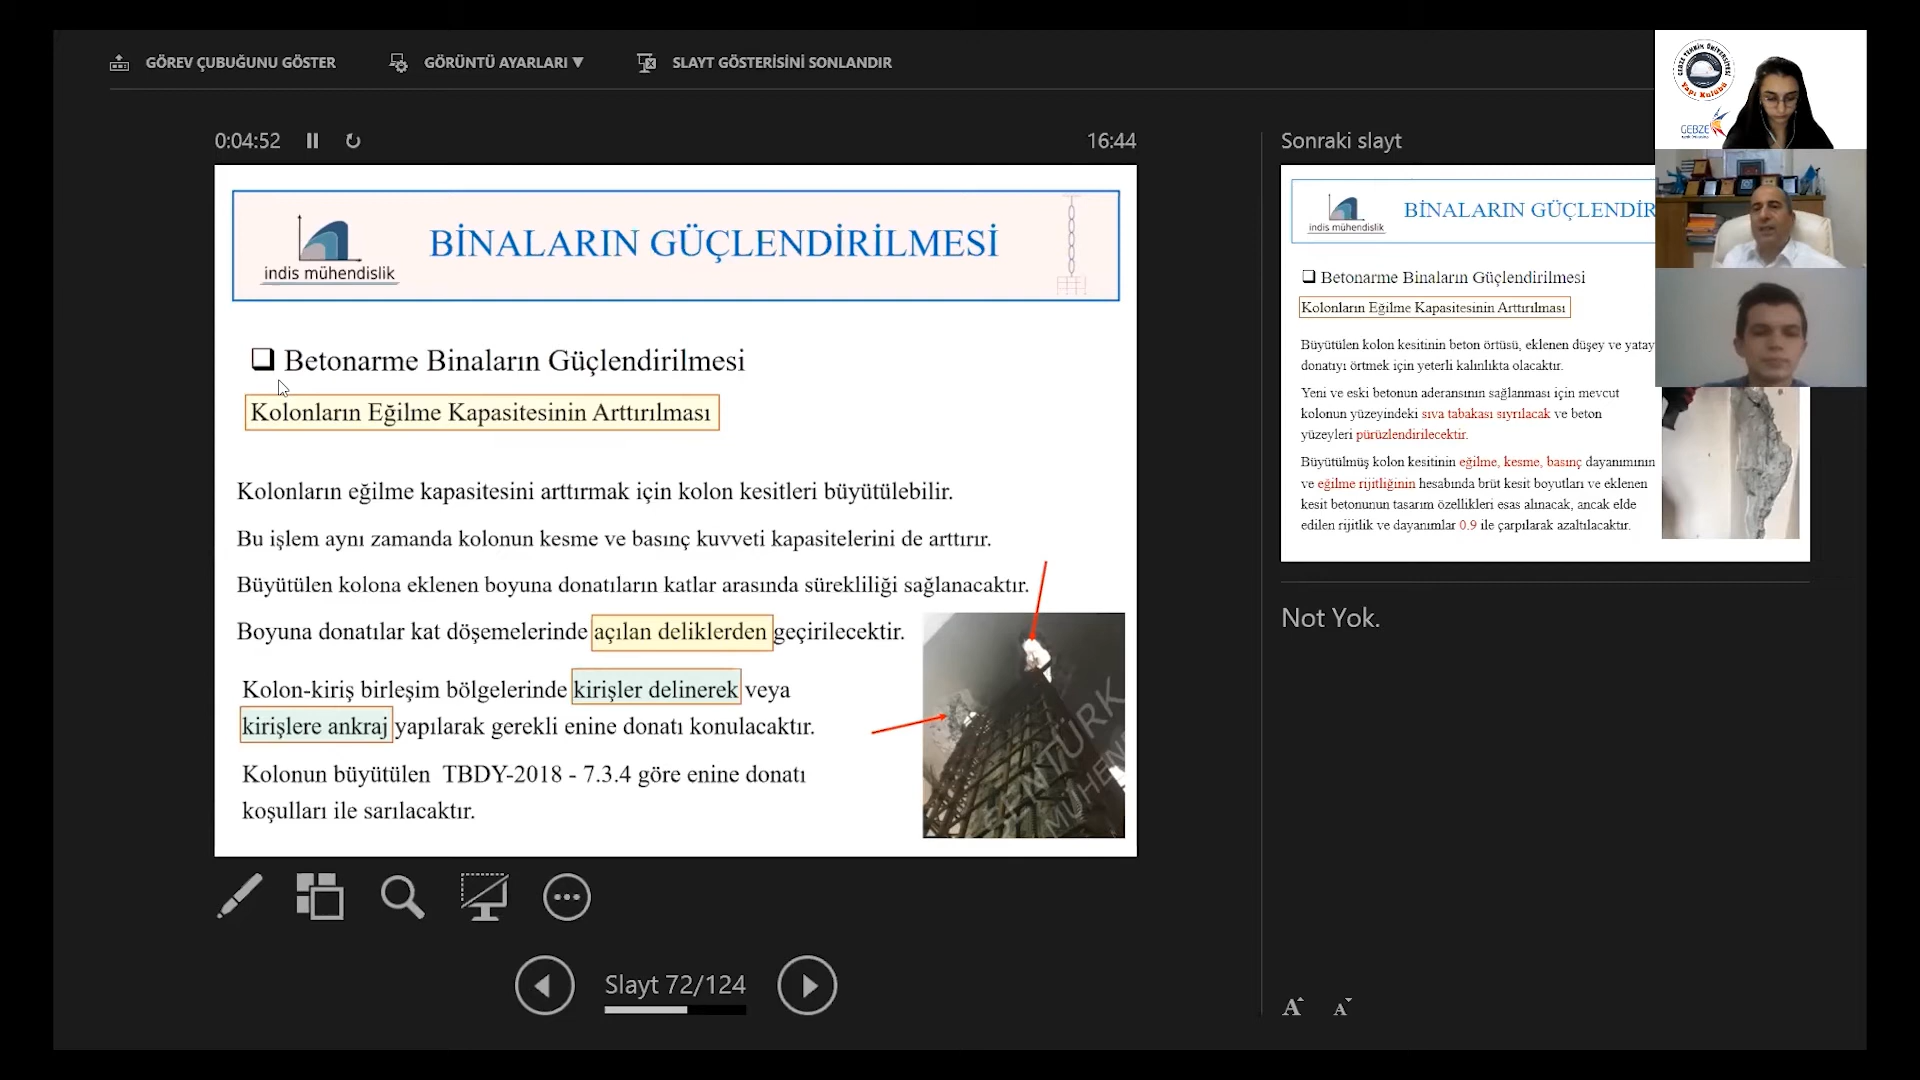 GÖREV ÇUBUĞUNU GÖSTER
GÖRÜNTÜ AYARLARI ▼
SLAYT GÖSTERİSİNİ SONLANDIR
0:04:52
16:44
indis mühendislik
BİNALARIN GÜÇLENDİRİLMESİ
❑ Betonarme Binaların Güçlendirilmesi
Kolonların Eğilme Kapasitesinin Arttırılması
Kolonların eğilme kapasitesini arttırmak için kolon kesitleri büyütülebilir.
Bu işlem aynı zamanda kolonun kesme ve basınç kuvveti kapasitelerini de arttırır.
Büyütülen kolona eklenen boyuna donatıların katlar arasında sürekliliği sağlanacaktır.
Boyuna donatılar kat döşemelerinde açılan deliklerden geçirilecektir.
Kolon-kiriş birleşim bölgelerinde kirişler delinerek veya
kirişlere ankraj yapılarak gerekli enine donatı konulacaktır.
Kolonun büyütülen TBDY-2018 - 7.3.4 göre enine donatı
koşulları ile sarılacaktır.
Slayt 72/124
Sonraki slayt
indis mühendislik
BİNALARIN GÜÇLENDİR
❑ Betonarme Binaların Güçlendirilmesi
Kolonların Eğilme Kapasitesinin Arttırılması
Büyütülen kolon kesitinin beton örtüsü, eklenen düşey ve yatay
donatıyı örtmek için yeterli kalınlıkta olacaktır.
Yeni ve eski betonun aderansının sağlanması için mevcut
kolonun yüzeyindeki sıva tabakası sıyrılacak ve beton
yüzeyleri pürüzlendirilecektir.
Büyütülmüş kolon kesitinin eğilme, kesme, basınç dayanımının
ve eğilme rijitliğinin hesabında brüt kesit boyutları ve eklenen
kesit betonunun tasarım özellikleri esas alınacak, ancak elde
edilen rijitlik ve dayanımlar 0.9 ile çarpılarak azaltılacaktır.
Not Yok.
GEBZE TEKNİK ÜNİVERSİTESİ
Yapı Kulübü
GEBZE